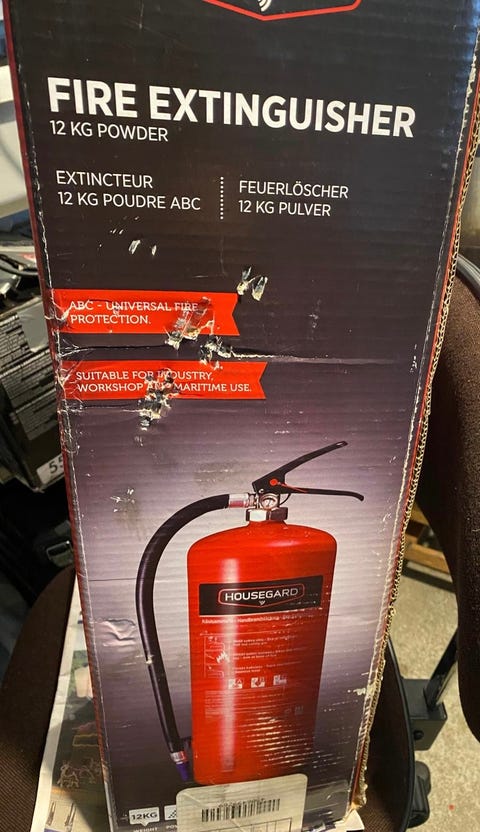 FIRE EXTINGUISHER
12 KG POWDER
EXTINCTEUR
12 KG POUDRE ABC
FEUERLÖSCHER
12 KG PULVER
ABC - UNIVERSAL FIRE
PROTECTION.
SUITABLE FOR INDUSTRY,
WORKSHOP AND MARITIME USE.
HOUSEGARD
12KG
WEIGHT